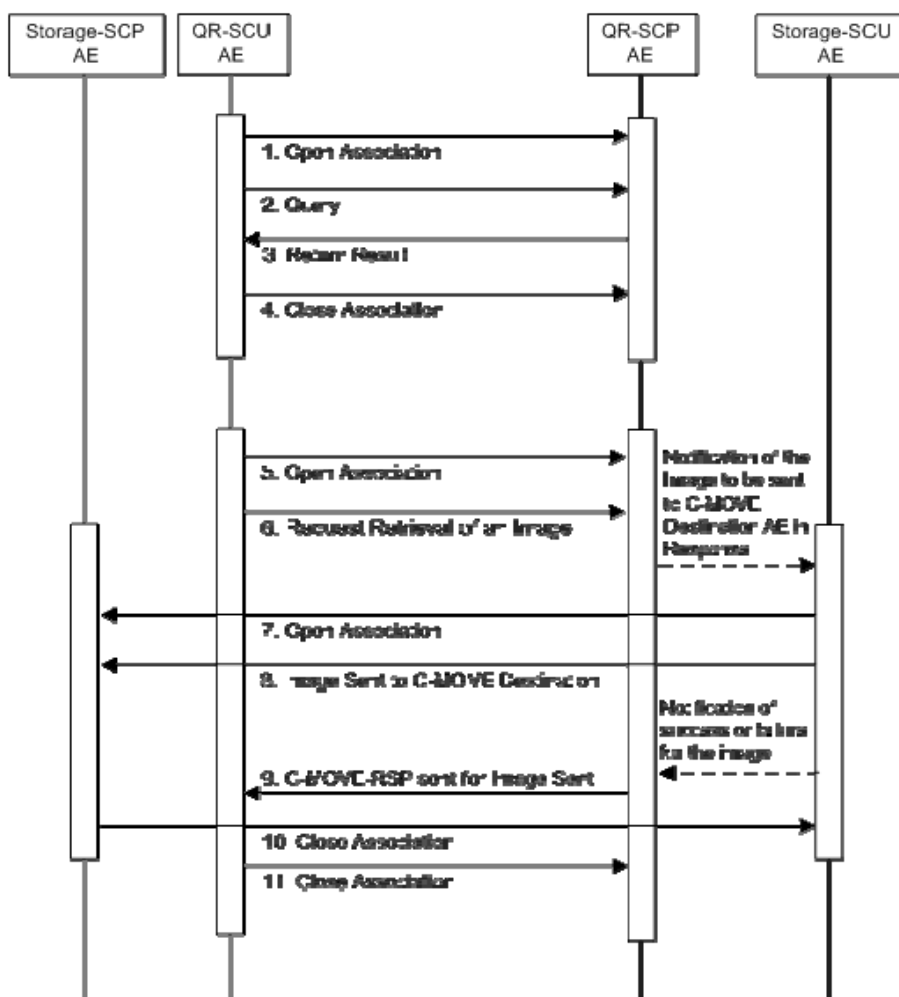 Storage-SCP
AE
QR-SCU
AE
QR-SCP
AE
Storage-SCU
AE
1. Open Association
2. Query
3. Return Result
4. Close Association
5. Open Association
Notification of the
Image to be sent
to C-MOVE
Destination AE in
Response
6. Request Retrieval of an Image
7. Open Association
8. Image Sent to C-MOVE Destination
Notification of
success or failure
for the image
9. C-MOVE-RSP sent for Image Sent
10. Close Association
11. Close Association